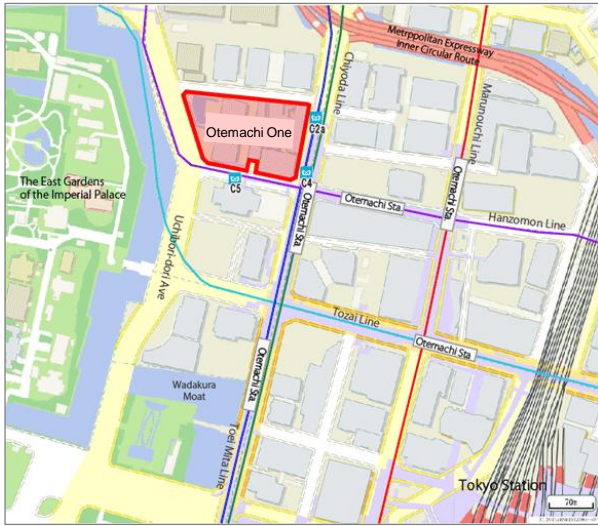 Metrppolitan Expressway
Inner Circular Route
Chiyoda Line
Marunouchi Line
Otemachi One
C2a
C4
C5
The East Gardens
of the Imperial Palace
Uchibori-dori Ave
Otemachi Sta.
Otemachi Sta.
Otemachi Sta.
Hanzomon Line
Tozai Line
Otemachi Sta.
Otemachi Sta.
Wadakura
Moat
Toei Mita Line
Tokyo Station
70m